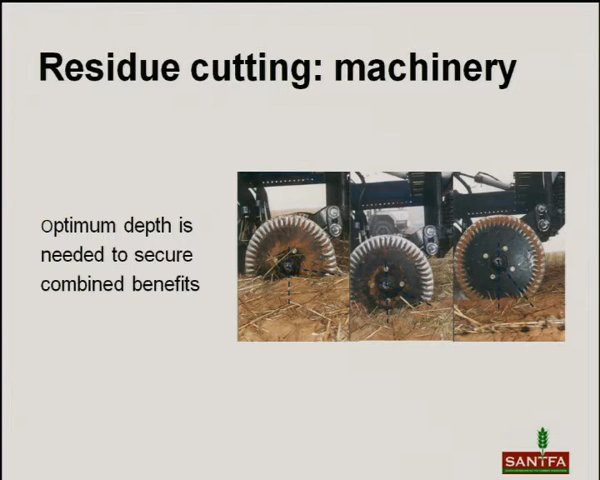 Residue cutting: machinery
Optimum depth is
needed to secure
combined benefits
SANTFA